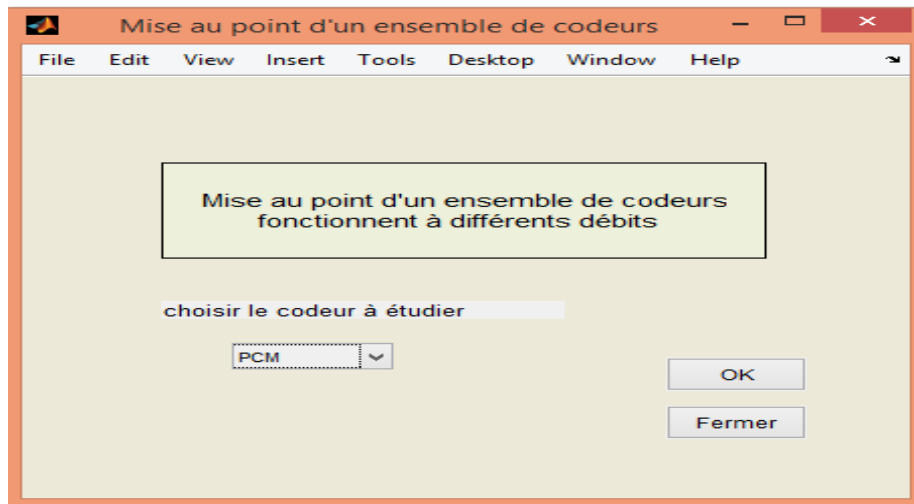 Mise au point d'un ensemble de codeurs
File Edit View Insert Tools Desktop Window Help
Mise au point d'un ensemble de codeurs
fonctionnent à différents débits
choisir le codeur à étudier
PCM
OK
Fermer